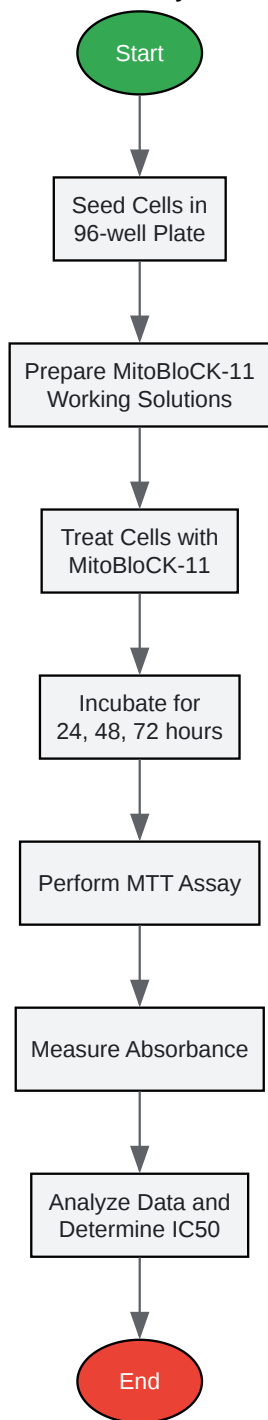 Start
Seed Cells in
96-well Plate
Prepare MitoBloCK-11
Working Solutions
Treat Cells with
MitoBloCK-11
Incubate for
24, 48, 72 hours
Perform MTT Assay
Measure Absorbance
Analyze Data and
Determine IC50
End